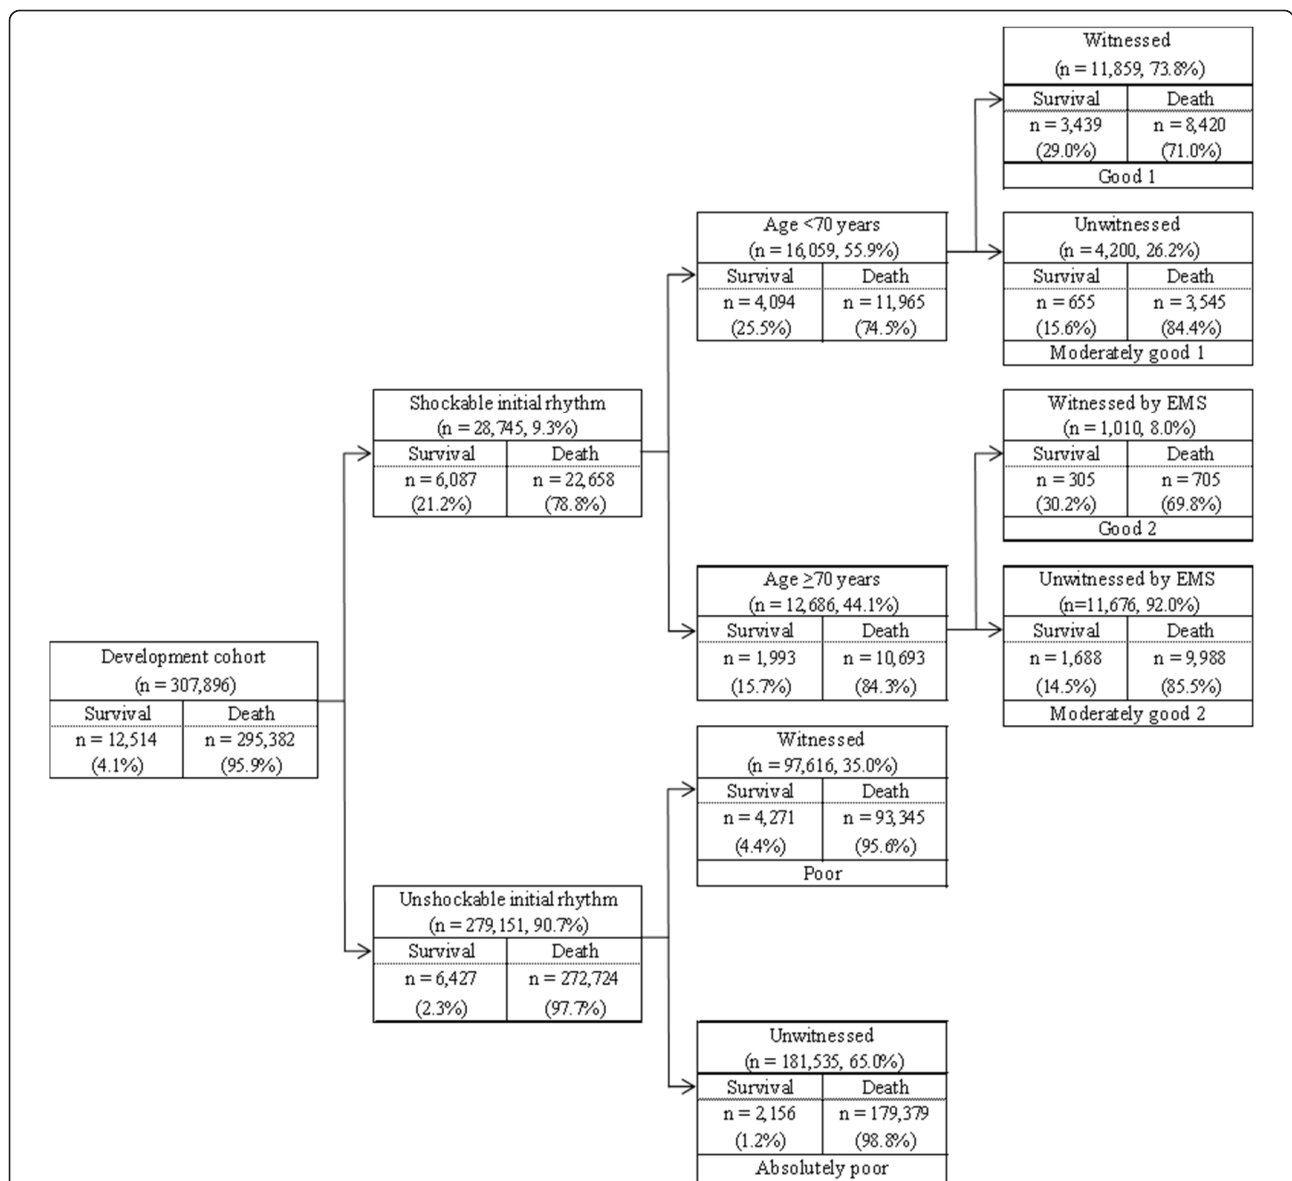 Development cohort
(n = 307,896)
Survival Death
n = 12,514 n = 295,382
(4.1%) (95.9%)
Shockable initial rhythm
(n = 28,745, 9.3%)
Survival Death
n = 6,087 n = 22,658
(21.2%) (78.8%)
Unshockable initial rhythm
(n = 279,151, 90.7%)
Survival Death
n = 6,427 n = 272,724
(2.3%) (97.7%)
Age <70 years
(n = 16,059, 55.9%)
Survival Death
n = 4,094 n = 11,965
(25.5%) (74.5%)
Age ≥70 years
(n = 12,686, 44.1%)
Survival Death
n = 1,993 n = 10,693
(15.7%) (84.3%)
Witnessed
(n = 97,616, 35.0%)
Survival Death
n = 4,271 n = 93,345
(4.4%) (95.6%)
Poor
Unwitnessed
(n = 181,535, 65.0%)
Survival Death
n = 2,156 n = 179,379
(1.2%) (98.8%)
Absolutely poor
Witnessed
(n = 11,859, 73.8%)
Survival Death
n = 3,439 n = 8,420
(29.0%) (71.0%)
Good 1
Unwitnessed
(n = 4,200, 26.2%)
Survival Death
n = 655 n = 3,545
(15.6%) (84.4%)
Moderately good 1
Witnessed by EMS
(n = 1,010, 8.0%)
Survival Death
n = 305 n = 705
(30.2%) (69.8%)
Good 2
Unwitnessed by EMS
(n=11,676, 92.0%)
Survival Death
n = 1,688 n = 9,988
(14.5%) (85.5%)
Moderately good 2